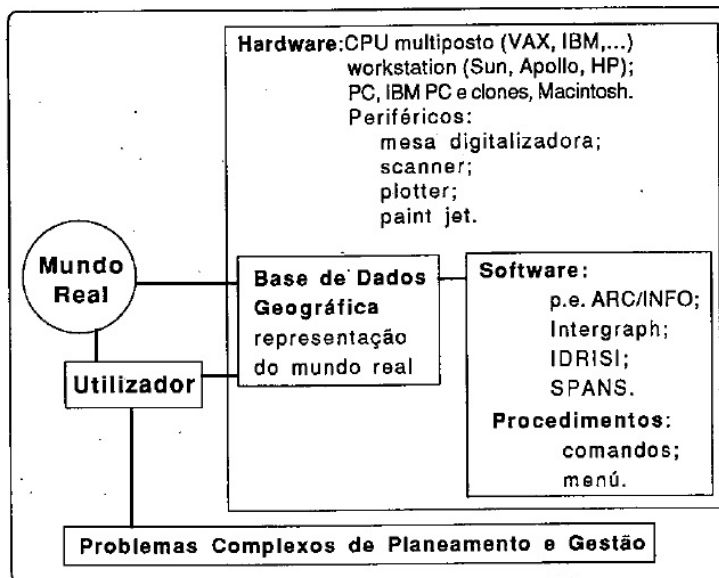 Hardware:CPU multiposto (VAX, IBM,...)
workstation (Sun, Apollo, HP);
PC, IBM PC e clones, Macintosh.
Periféricos:
mesa digitalizadora;
scanner;
plotter;
paint jet.
Mundo
Real
Utilizador
Base de Dados
Geográfica
representação
do mundo real
Software:
p.e. ARC/INFO;
Intergraph;
IDRISI;
SPANS.
Procedimentos:
comandos;
menú.
Problemas Complexos de Planeamento e Gestão